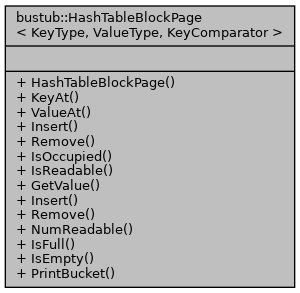 bustub::HashTableBlockPage
< KeyType, ValueType, KeyComparator >
+ HashTableBlockPage()
+ KeyAt()
+ ValueAt()
+ Insert()
+ Remove()
+ IsOccupied()
+ IsReadable()
+ GetValue()
+ Insert()
+ Remove()
+ NumReadable()
+ IsFull()
+ IsEmpty()
+ PrintBucket()